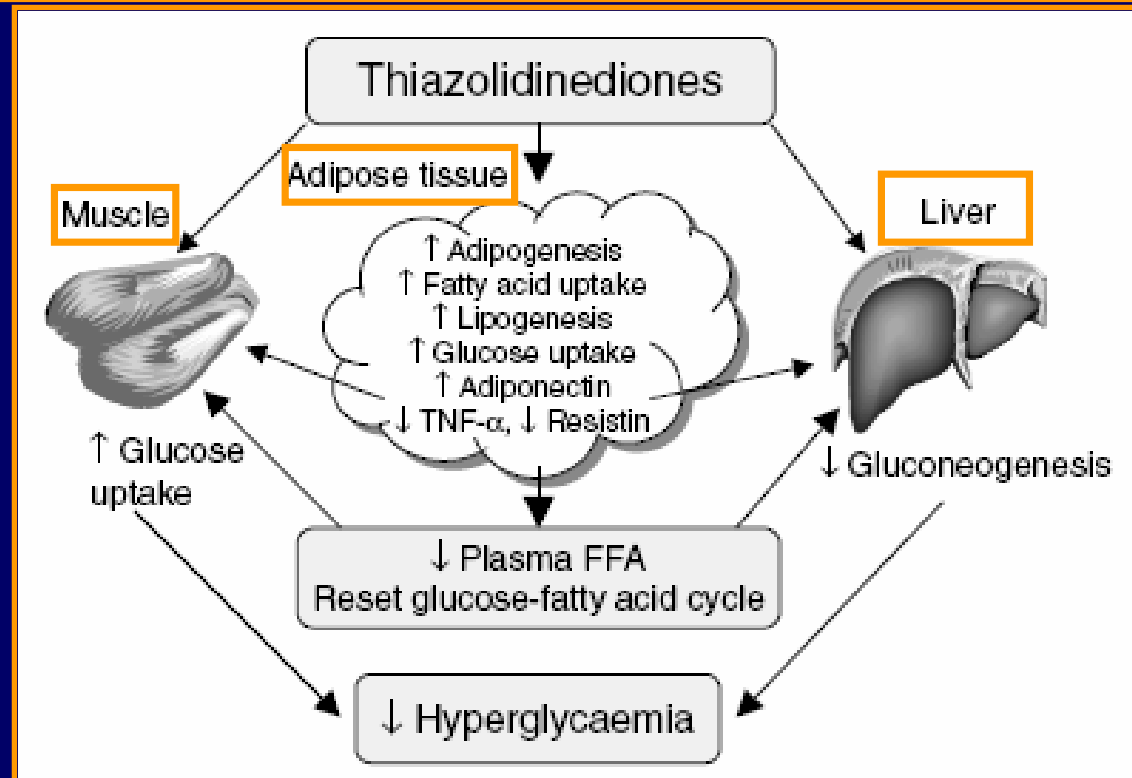 Thiazolidinediones
Adipose tissue
Muscle
Liver
↑ Adipogenesis
↑ Fatty acid uptake
↑ Lipogenesis
↑ Glucose uptake
↑ Adiponectin
↓ TNF-α, ↓ Resistin
↑ Glucose
uptake
↓ Gluconeogenesis
↓ Plasma FFA
Reset glucose-fatty acid cycle
↓ Hyperglycaemia